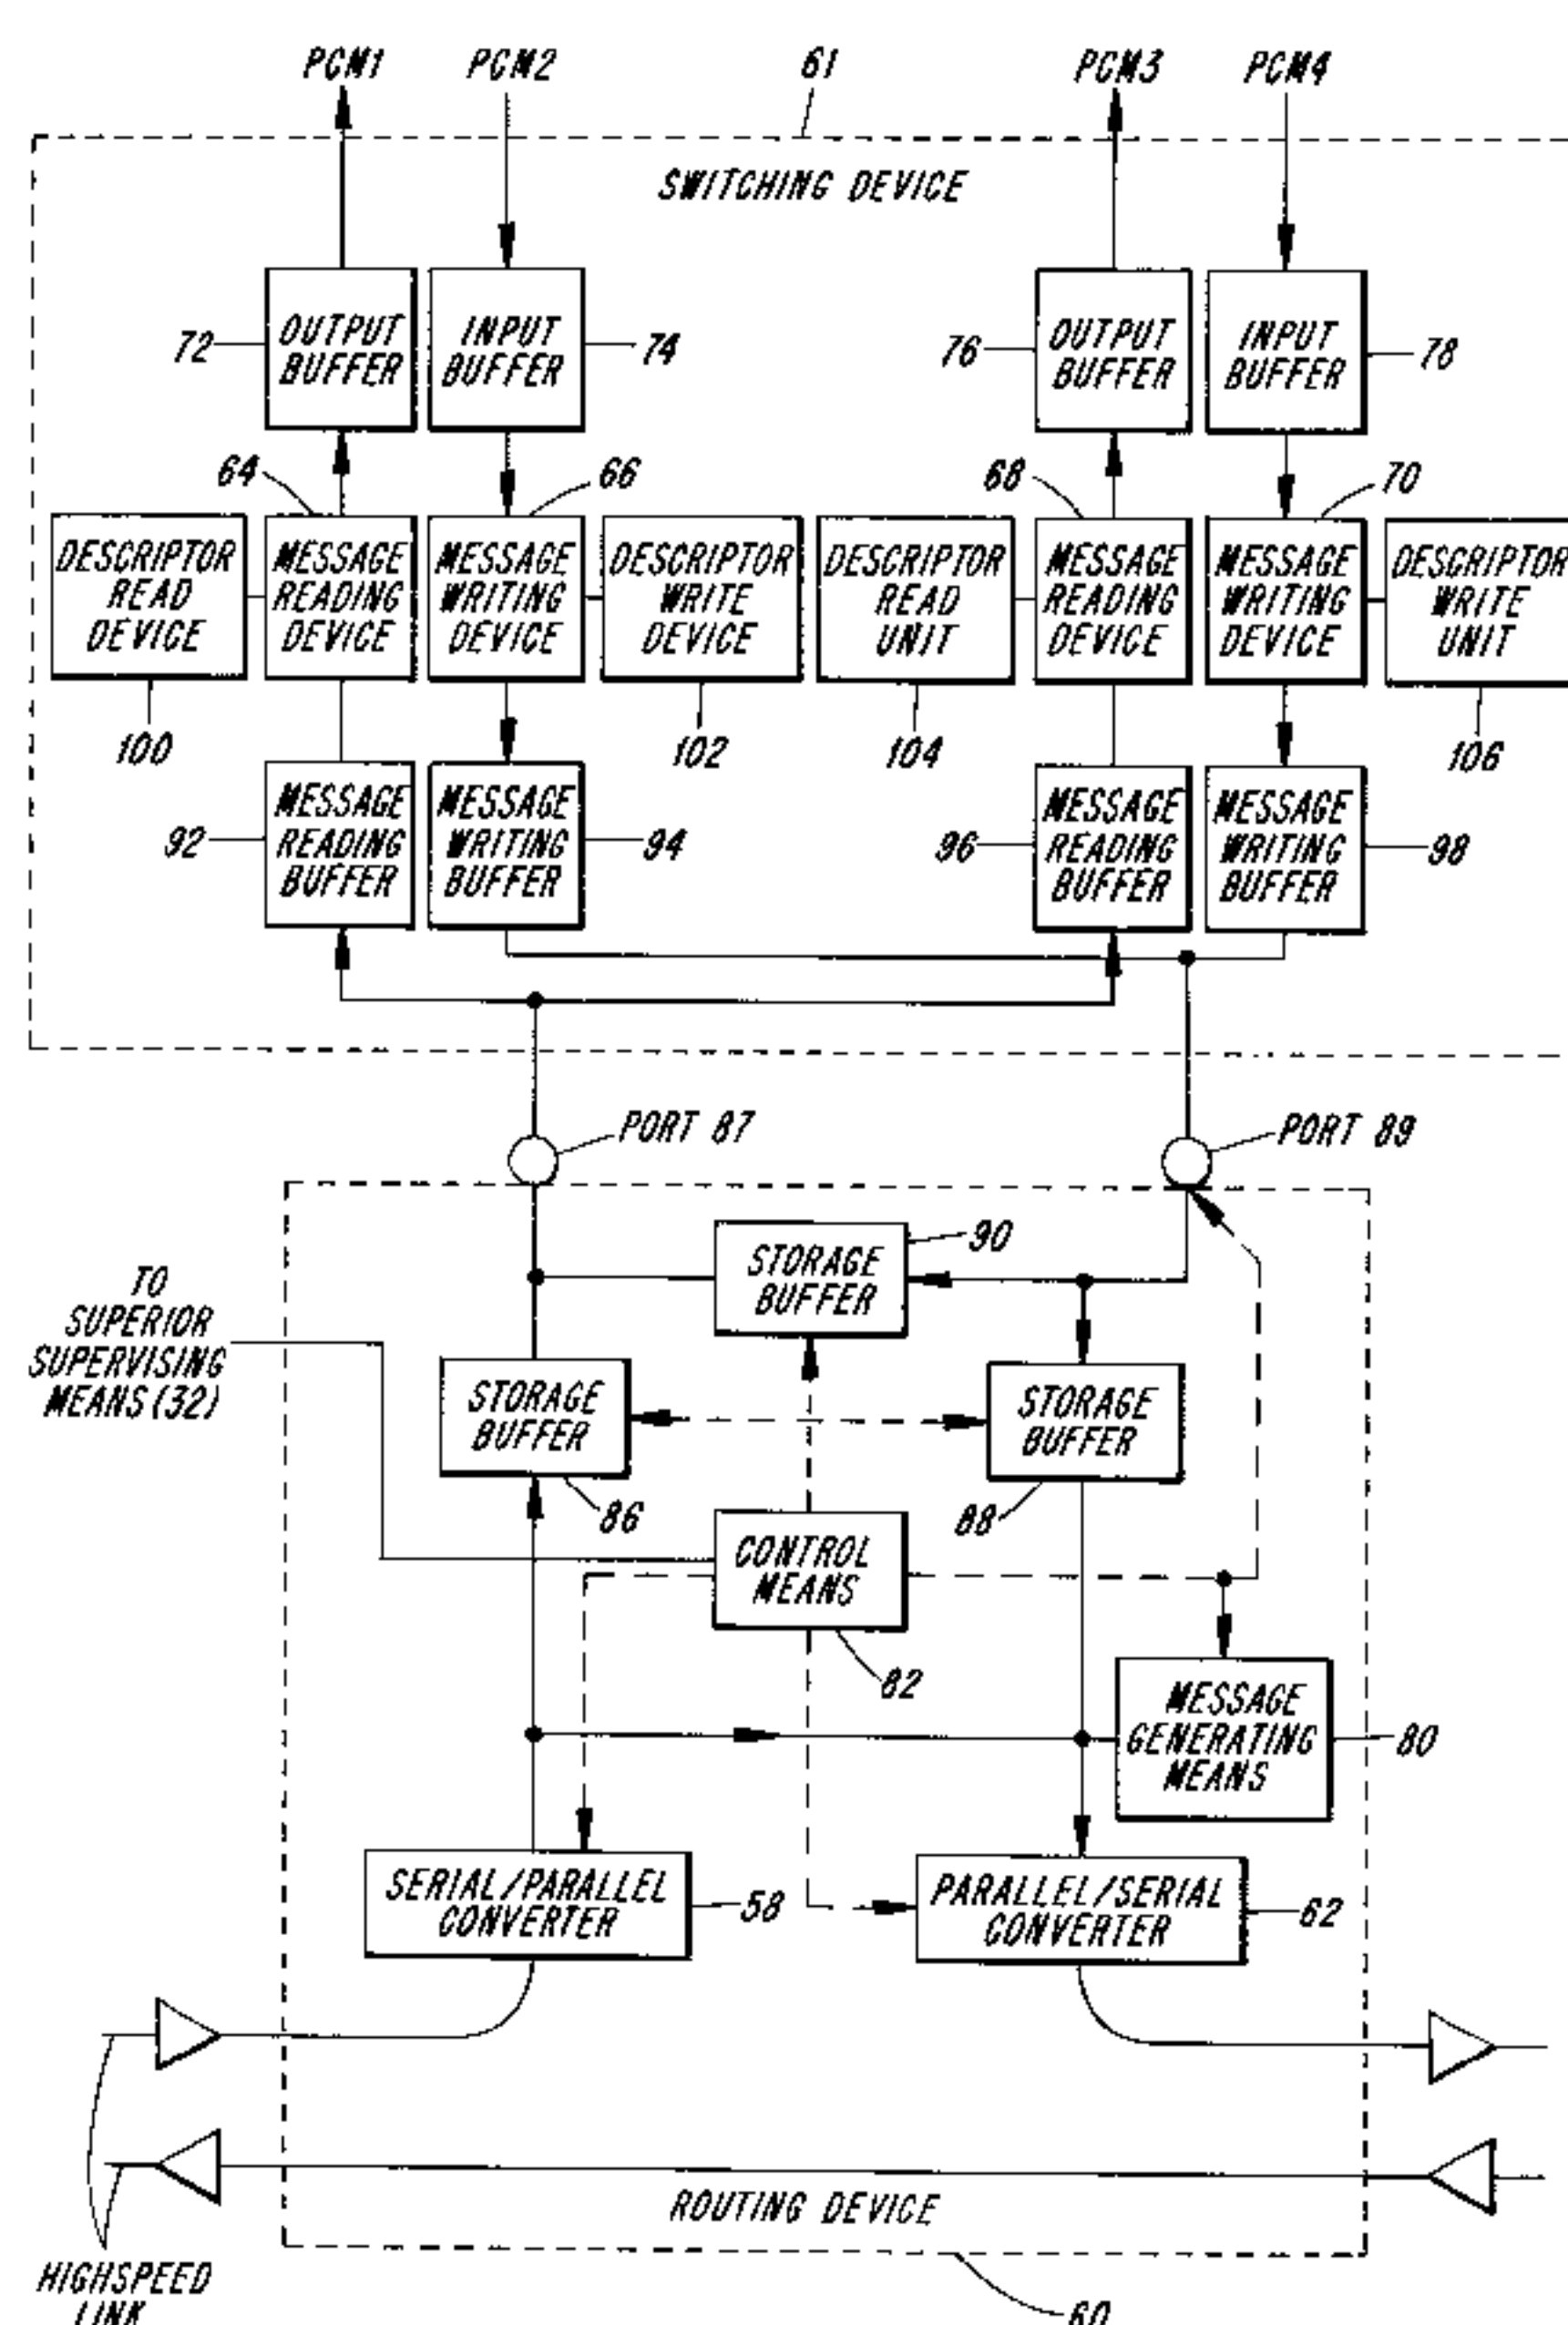 PCM1
PCM2
61
PCM3
PCM4
SWITCHING DEVICE
72
OUTPUT
BUFFER
INPUT
BUFFER
74
76
OUTPUT
BUFFER
INPUT
BUFFER
78
64
66
68
70
DESCRIPTOR
READ
DEVICE
MESSAGE
READING
DEVICE
MESSAGE
WRITING
DEVICE
DESCRIPTOR
WRITE
DEVICE
DESCRIPTOR
READ
UNIT
MESSAGE
READING
DEVICE
MESSAGE
WRITING
DEVICE
DESCRIPTOR
WRITE
UNIT
100
102
104
106
92
MESSAGE
READING
BUFFER
MESSAGE
WRITING
BUFFER
94
96
MESSAGE
READING
BUFFER
MESSAGE
WRITING
BUFFER
98
PORT 87
PORT 89
90
STORAGE
BUFFER
TO
SUPERIOR
SUPERVISING
MEANS (32)
STORAGE
BUFFER
STORAGE
BUFFER
86
88
CONTROL
MEANS
82
MESSAGE
GENERATING
MEANS
80
SERIAL/PARALLEL
CONVERTER
58
PARALLEL/SERIAL
CONVERTER
62
ROUTING DEVICE
HIGHSPEED
LINK
60